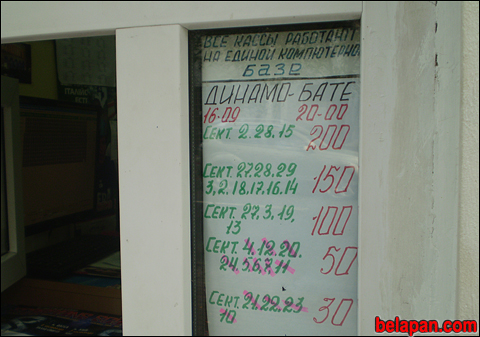 ВСЕ КАССЫ РАБОТАЮТ
НА ЕДИНОЙ КОМПЮТЕРНО
БАЗЕ
ДИНАМО-БАТЕ
16-09 20-00
СЕКТ. 2.28.15 200
СЕКТ. 27.28.29
3,2.18.17.16.14 150
СЕКТ. 27.3,19, 100
13
СЕКТ. 4.12.20.
24.5.6.7.11 50
СЕКТ. 21.22.23 30
10
belapan.com